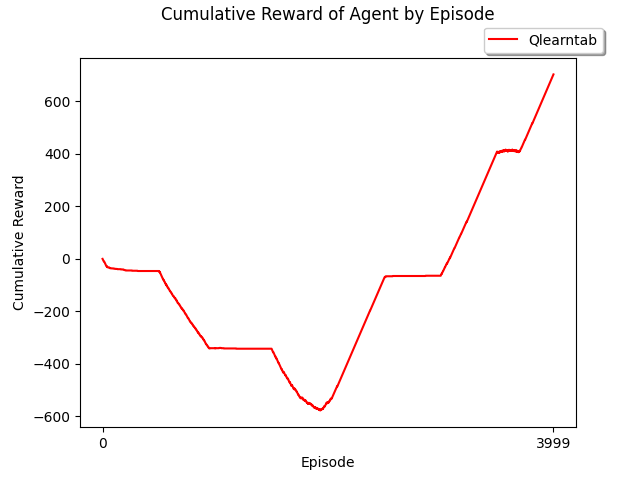 Cumulative Reward of Agent by Episode
Qlearntab
600
400
200
0
−200
−400
−600
Cumulative Reward
0
3999
Episode